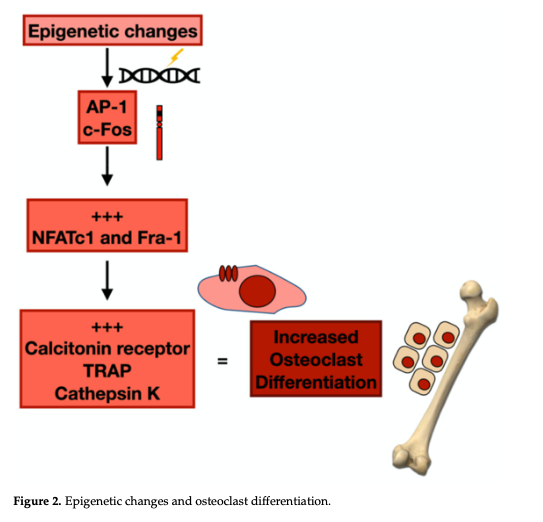 Epigenetic changes
AP-1
c-Fos
+++
NFATc1 and Fra-1
+++
Calcitonin receptor
TRAP
Cathepsin K
=
Increased
Osteoclast
Differentiation
Figure 2. Epigenetic changes and osteoclast differentiation.